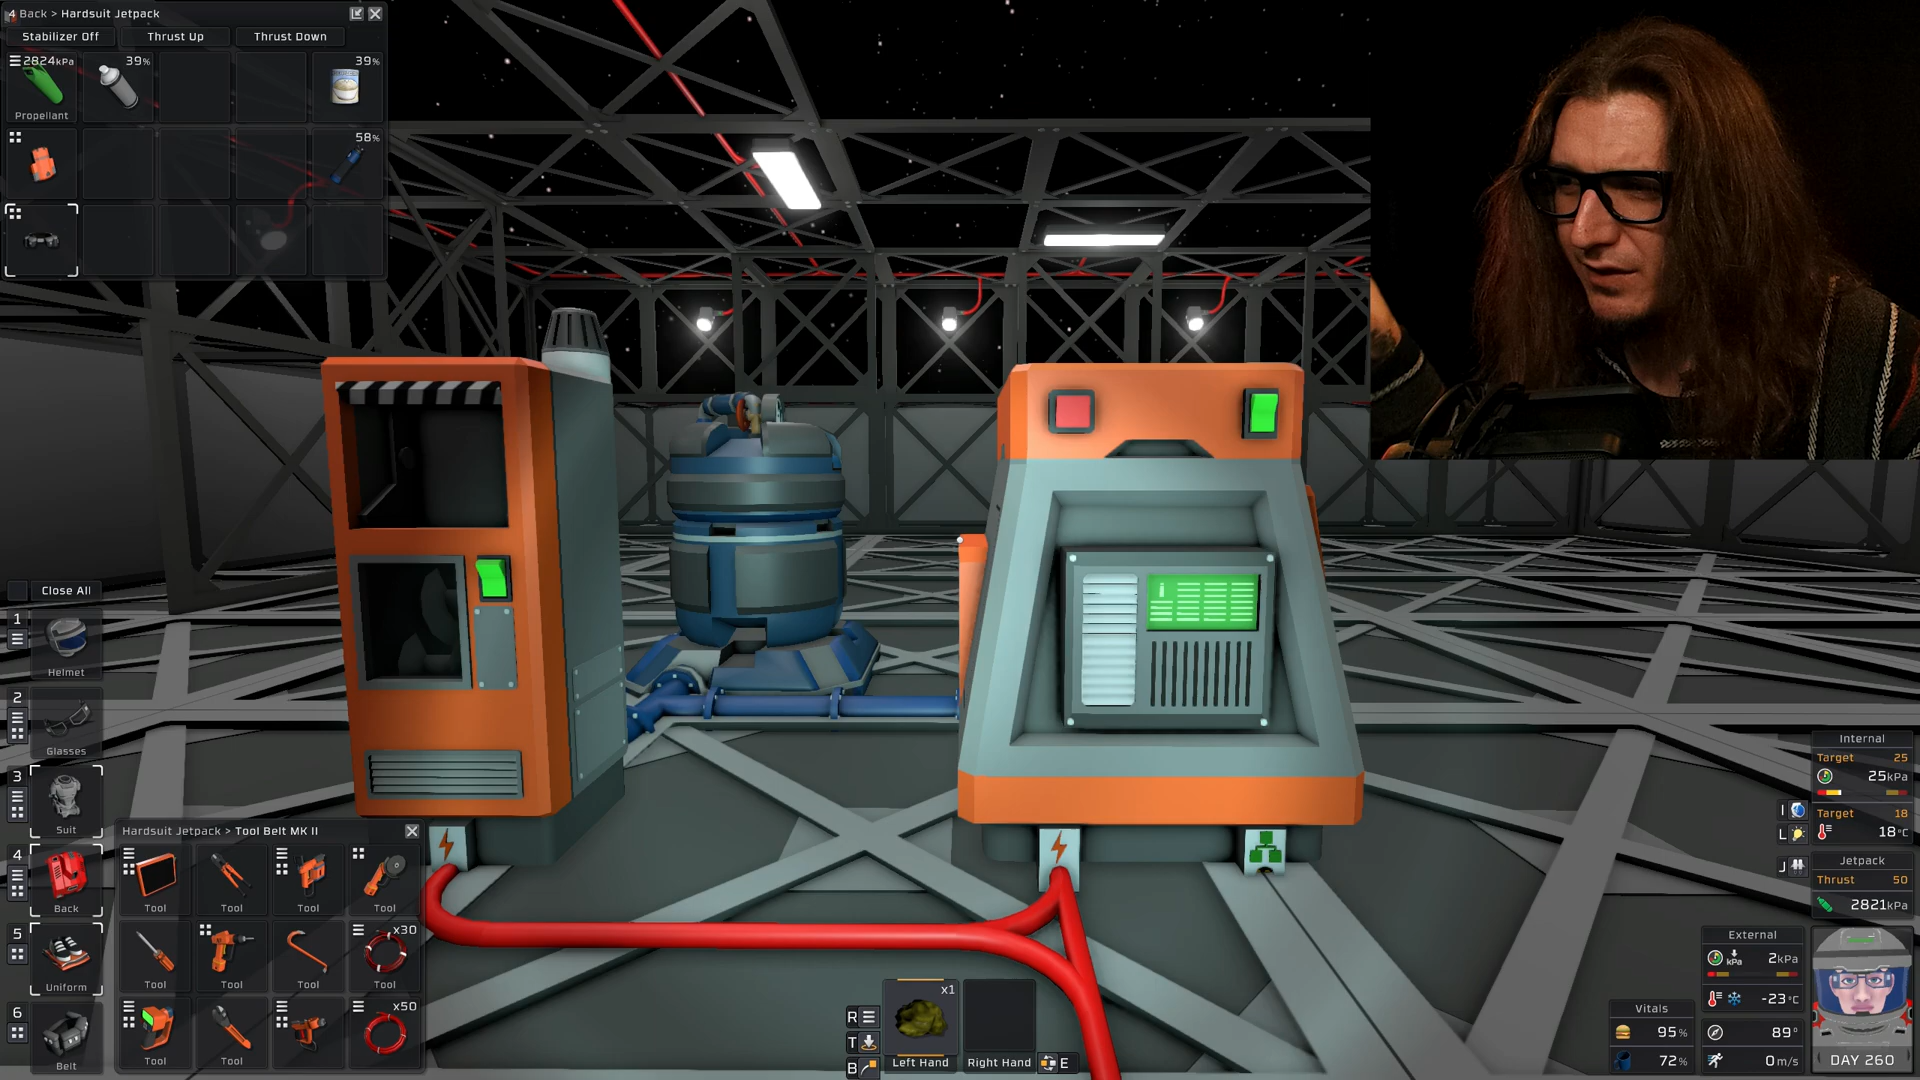 4 Back > Hardsuit Jetpack
Stabilizer Off Thrust Up Thrust Down
2824kPa 39% 39%
Propellant
58%
Close All
1
Helmet
2
Glasses
3
Suit
4
Back
5
Uniform
6
Belt
Hardsuit Jetpack > Tool Belt MK II
Tool Tool Tool Tool
x30
Tool Tool Tool Tool
x50
Tool Tool Tool Tool
R
T
B
x1
Left Hand Right Hand E
Internal
Target 25
25kPa
I
Target 18
L 18°C
J
Jetpack
Thrust 50
2821kPa
External
kPa 2kPa
-23°C
Vitals
95% 89°
72% 0m/s
DAY 260